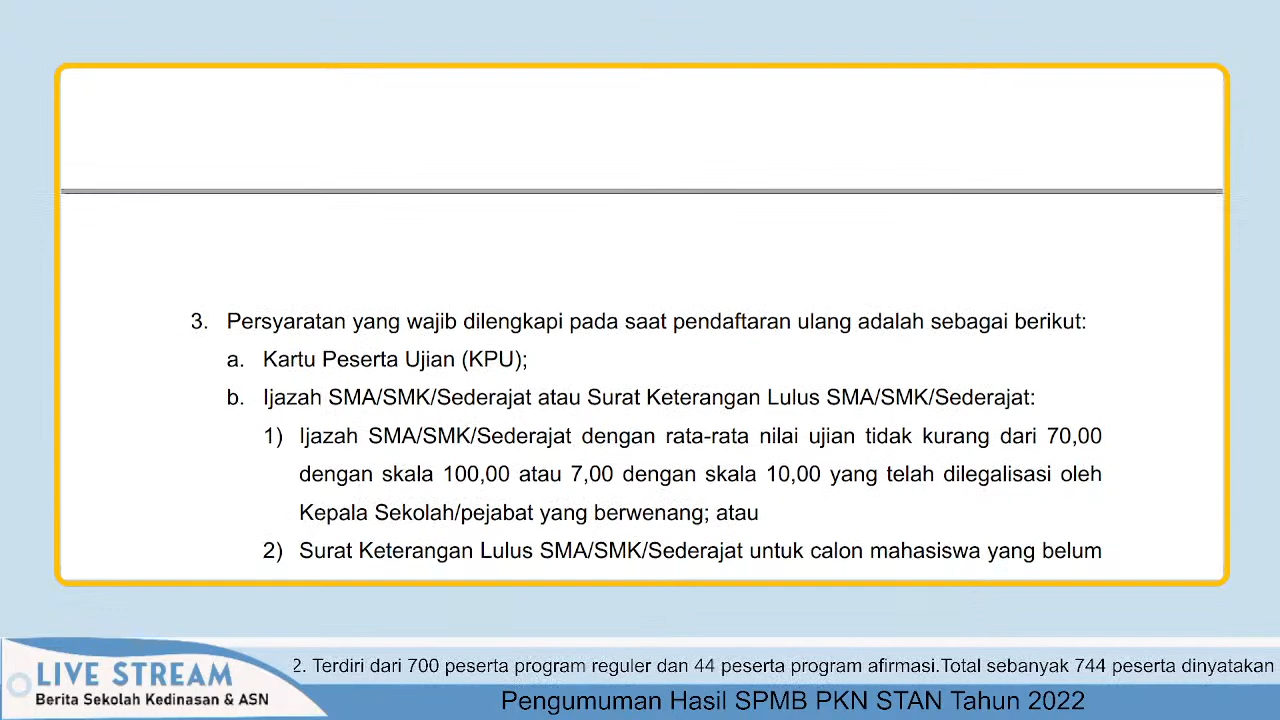 3. Persyaratan yang wajib dilengkapi pada saat pendaftaran ulang adalah sebagai berikut:
a. Kartu Peserta Ujian (KPU);
b. Ijazah SMA/SMK/Sederajat atau Surat Keterangan Lulus SMA/SMK/Sederajat:
1) Ijazah SMA/SMK/Sederajat dengan rata-rata nilai ujian tidak kurang dari 70,00
dengan skala 100,00 atau 7,00 dengan skala 10,00 yang telah dilegalisasi oleh
Kepala Sekolah/pejabat yang berwenang; atau
2) Surat Keterangan Lulus SMA/SMK/Sederajat untuk calon mahasiswa yang belum
LIVE STREAM
Berita Sekolah Kedinasan & ASN
2. Terdiri dari 700 peserta program reguler dan 44 peserta program afirmasi.Total sebanyak 744 peserta dinyatakan
Pengumuman Hasil SPMB PKN STAN Tahun 2022